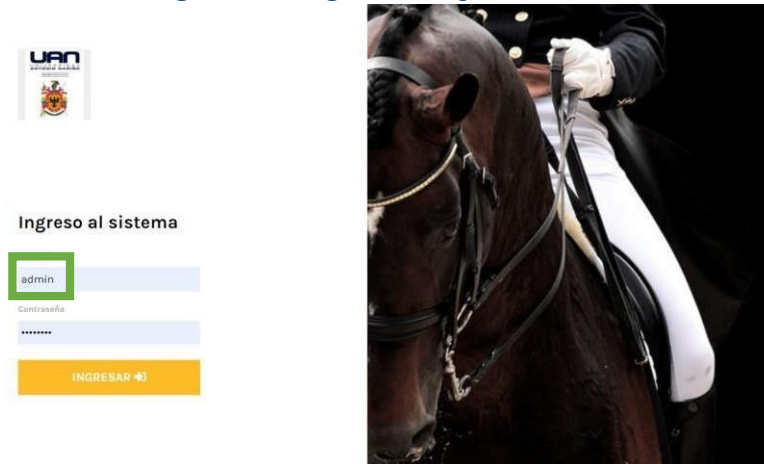 UAN
Ingreso al sistema
admin
Contraseña
••••••••
INGRESAR